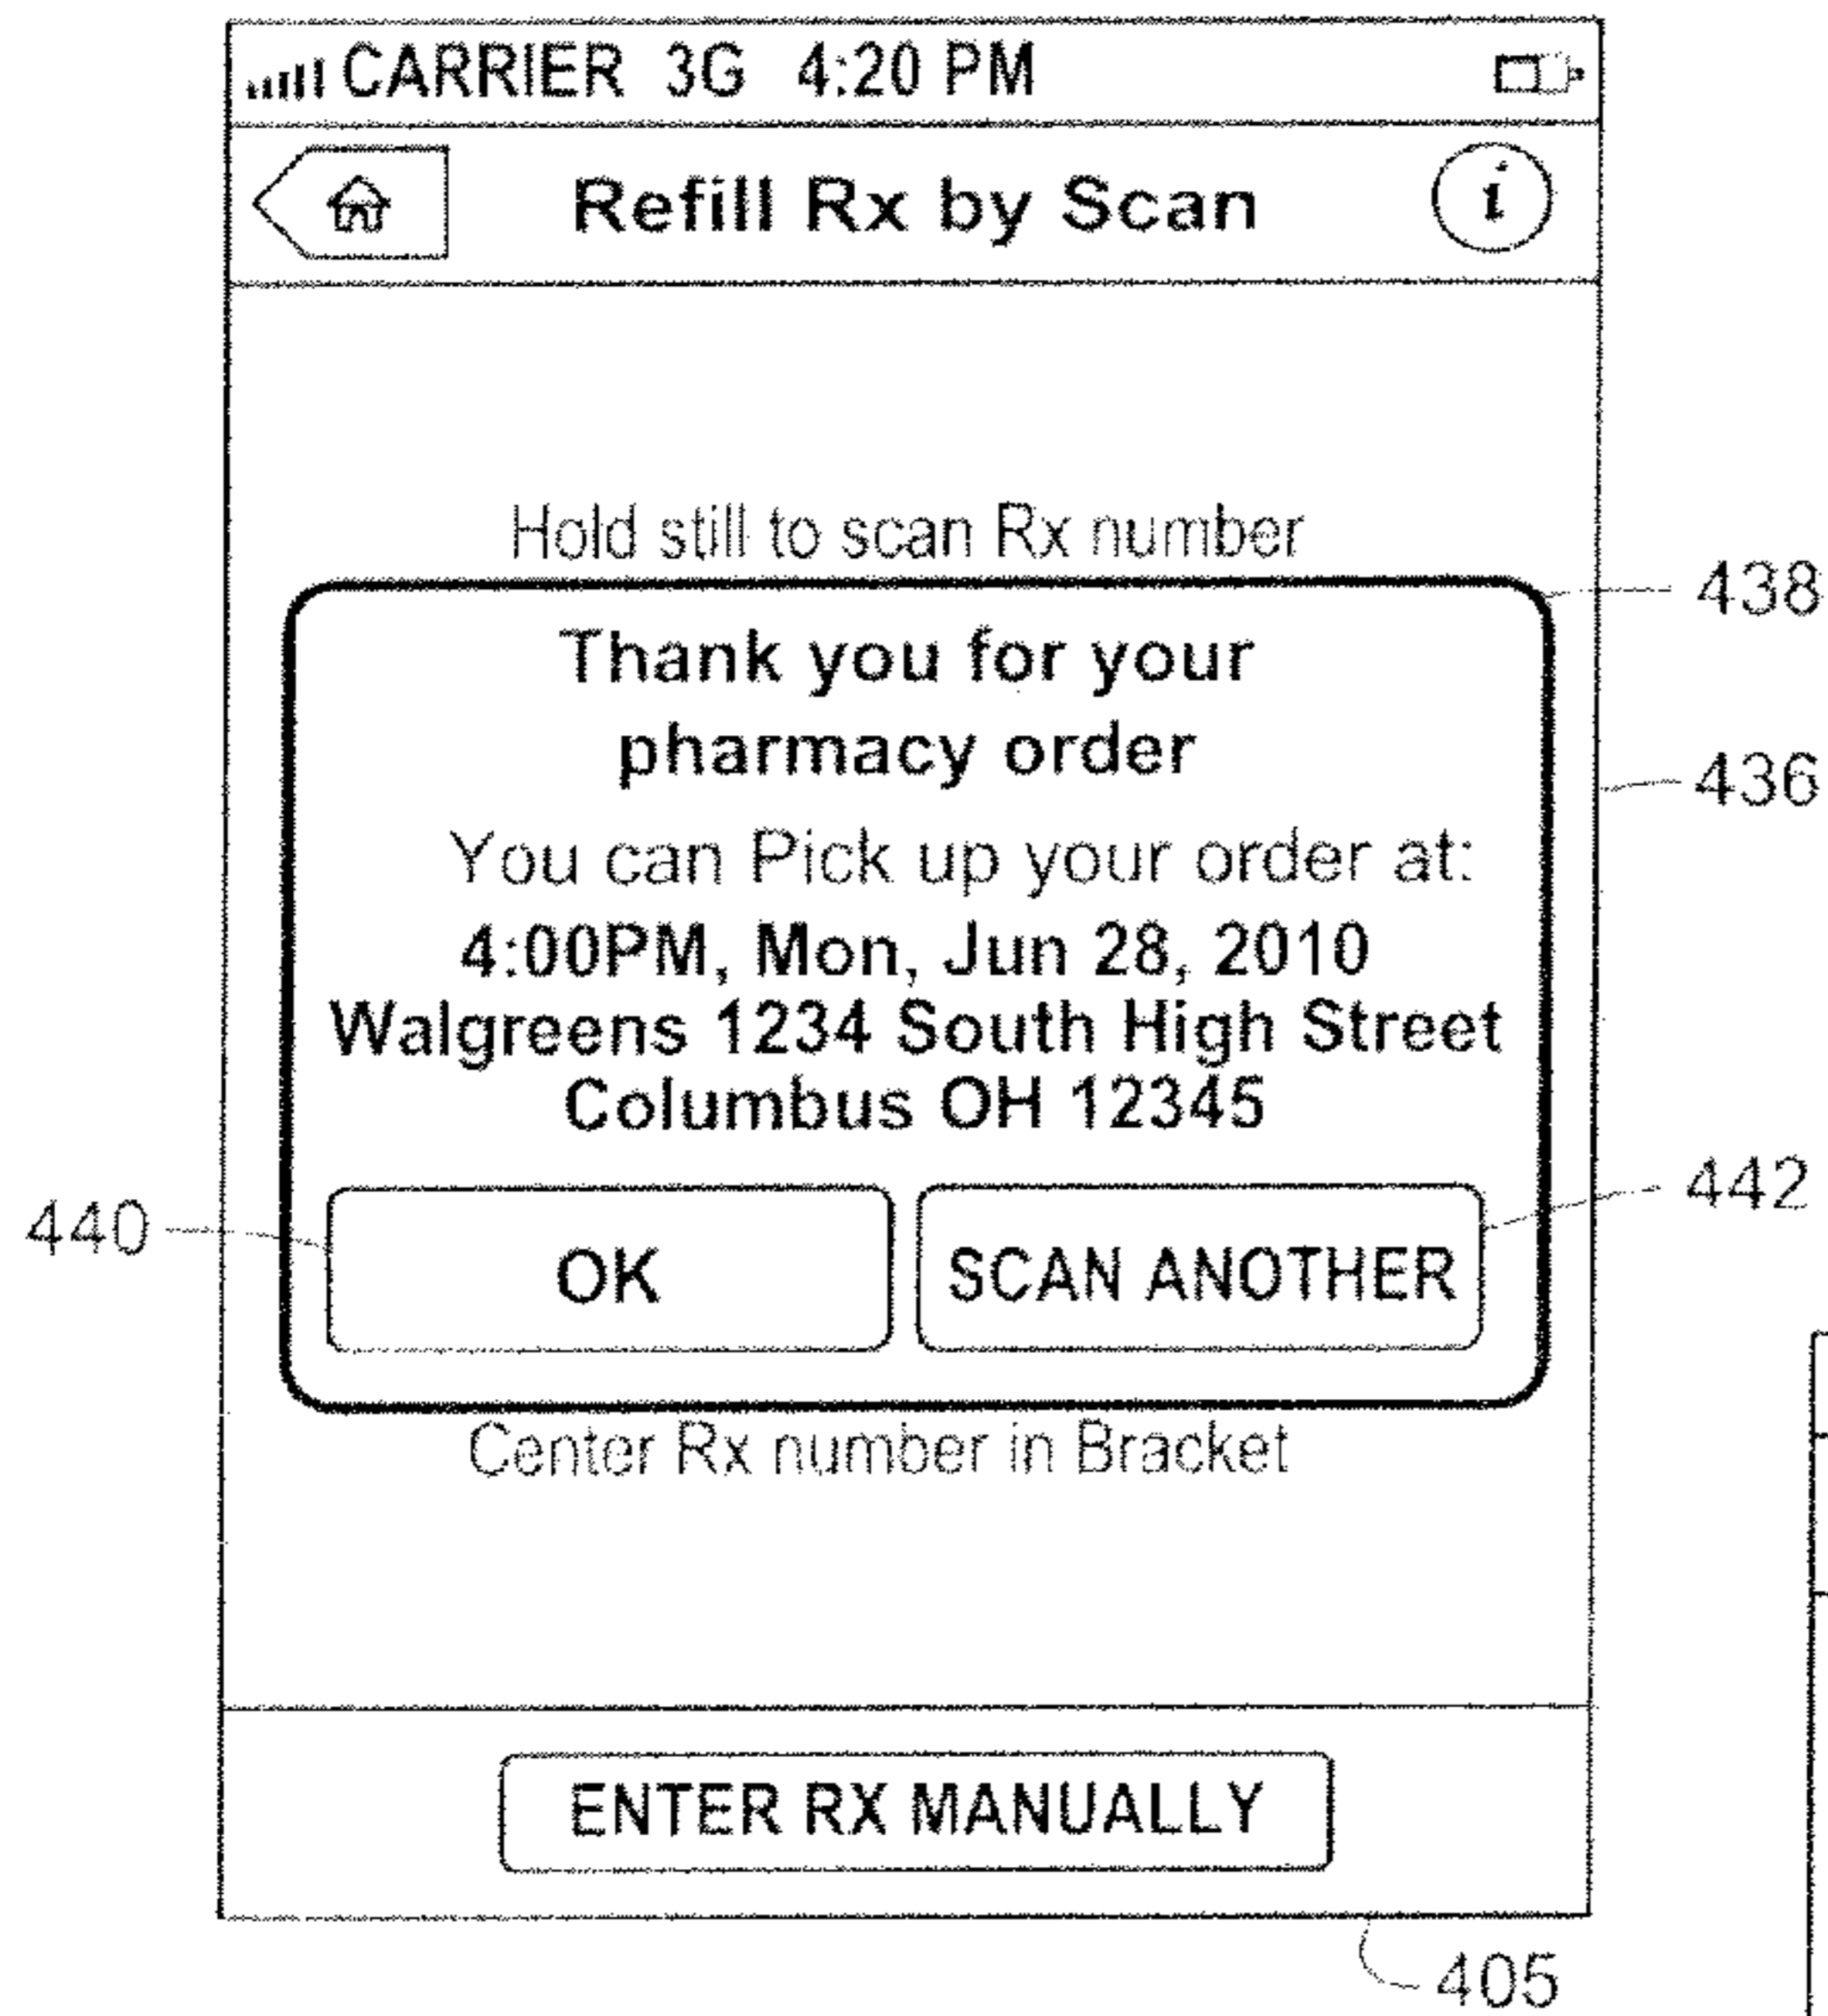 CARRIER 3G 4:20 PM
Refill Rx by Scan i
Hold still to scan Rx number
438
Thank you for your
pharmacy order
436
You can Pick up your order at:
4:00PM, Mon, Jun 28, 2010
Walgreens 1234 South High Street
Columbus OH 12345
442
440
OK SCAN ANOTHER
Center Rx number in Bracket
ENTER RX MANUALLY
405